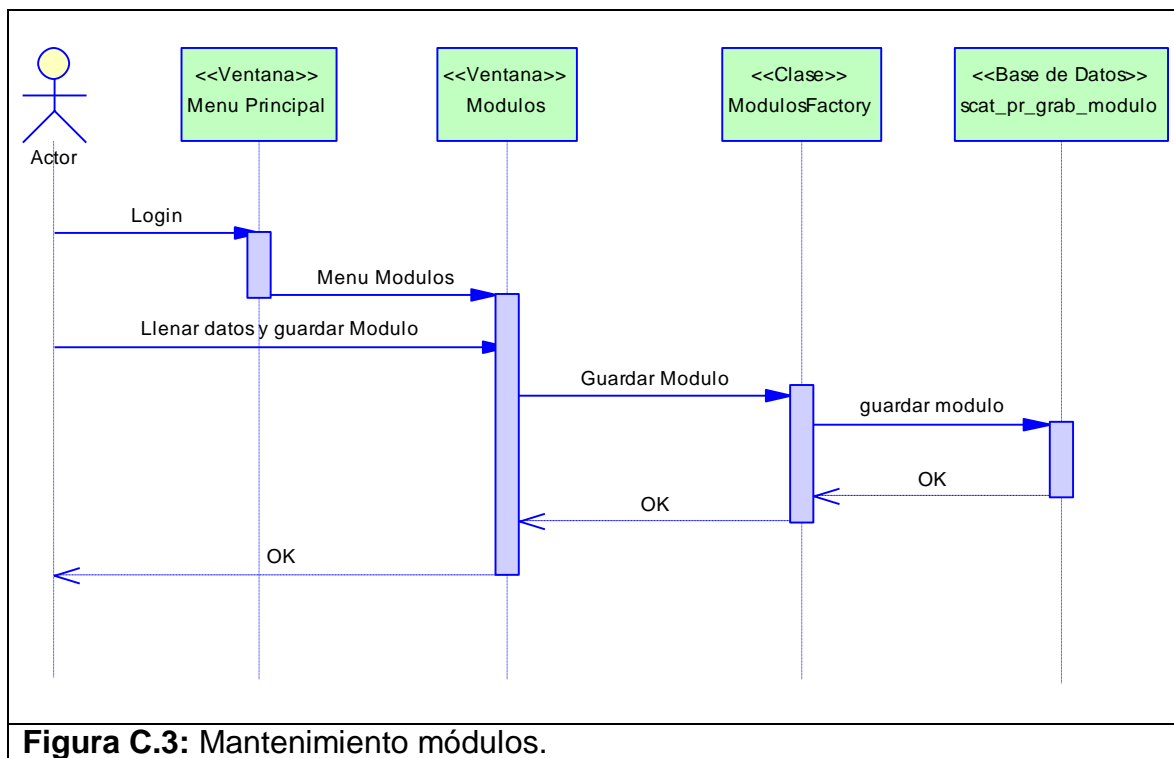 <<Ventana>>
Menu Principal
<<Ventana>>
Modulos
<<Clase>>
ModulosFactory
<<Base de Datos>>
scat_pr_grab_modulo
Actor
Login
Menu Modulos
Llenar datos y guardar Modulo
Guardar Modulo
guardar modulo
OK
OK
OK
Figura C.3: Mantenimiento módulos.